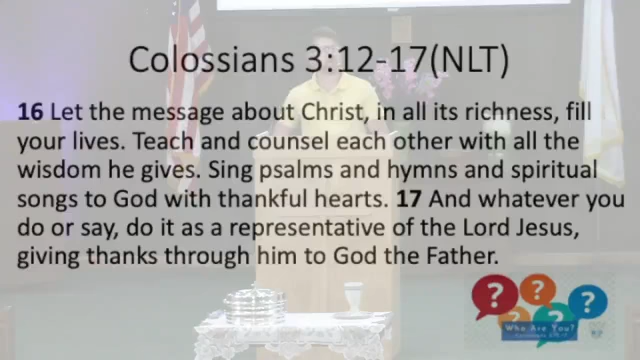 Colossians 3:12-17(NLT)
16 Let the message about Christ, in all its richness, fill
your lives. Teach and counsel each other with all the
wisdom he gives. Sing psalms and hymns and spiritual
songs to God with thankful hearts. 17 And whatever you
do or say, do it as a representative of the Lord Jesus,
giving thanks through him to God the Father.
? ? ? ?
Who Are You?